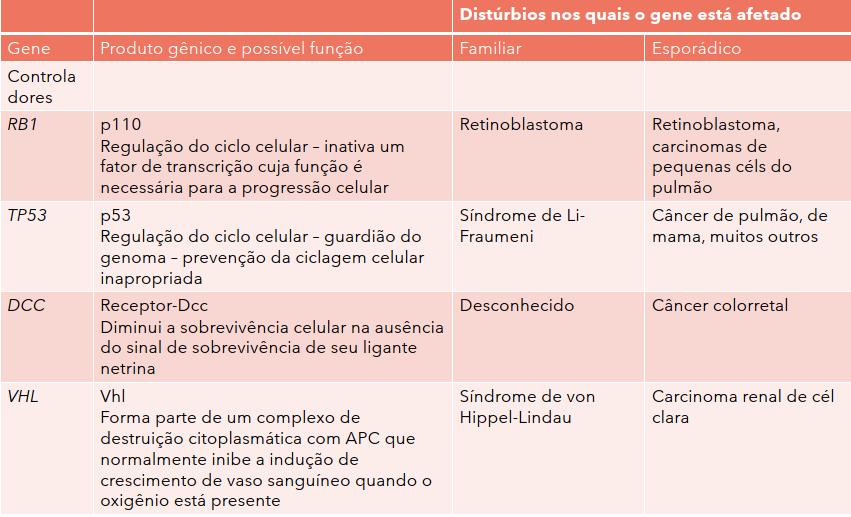 Distúrbios nos quais o gene está afetado
Gene
Produto gênico e possível função
Familiar
Esporádico
Controla
dores
RB1
p110
Regulação do ciclo celular – inativa um
fator de transcrição cuja função é
necessária para a progressão celular
Retinoblastoma
Retinoblastoma,
carcinomas de
pequenas céls do
pulmão
TP53
p53
Regulação do ciclo celular – guardião do
genoma – prevenção da ciclagem celular
inapropriada
Síndrome de Li-
Fraumeni
Câncer de pulmão, de
mama, muitos outros
DCC
Receptor-Dcc
Diminui a sobrevivência celular na ausência
do sinal de sobrevivência de seu ligante
netrina
Desconhecido
Câncer colorretal
VHL
Vhl
Forma parte de um complexo de
destruição citoplasmática com APC que
normalmente inibe a indução de
crescimento de vaso sanguíneo quando o
oxigênio está presente
Síndrome de von
Hippel-Lindau
Carcinoma renal de cél
clara